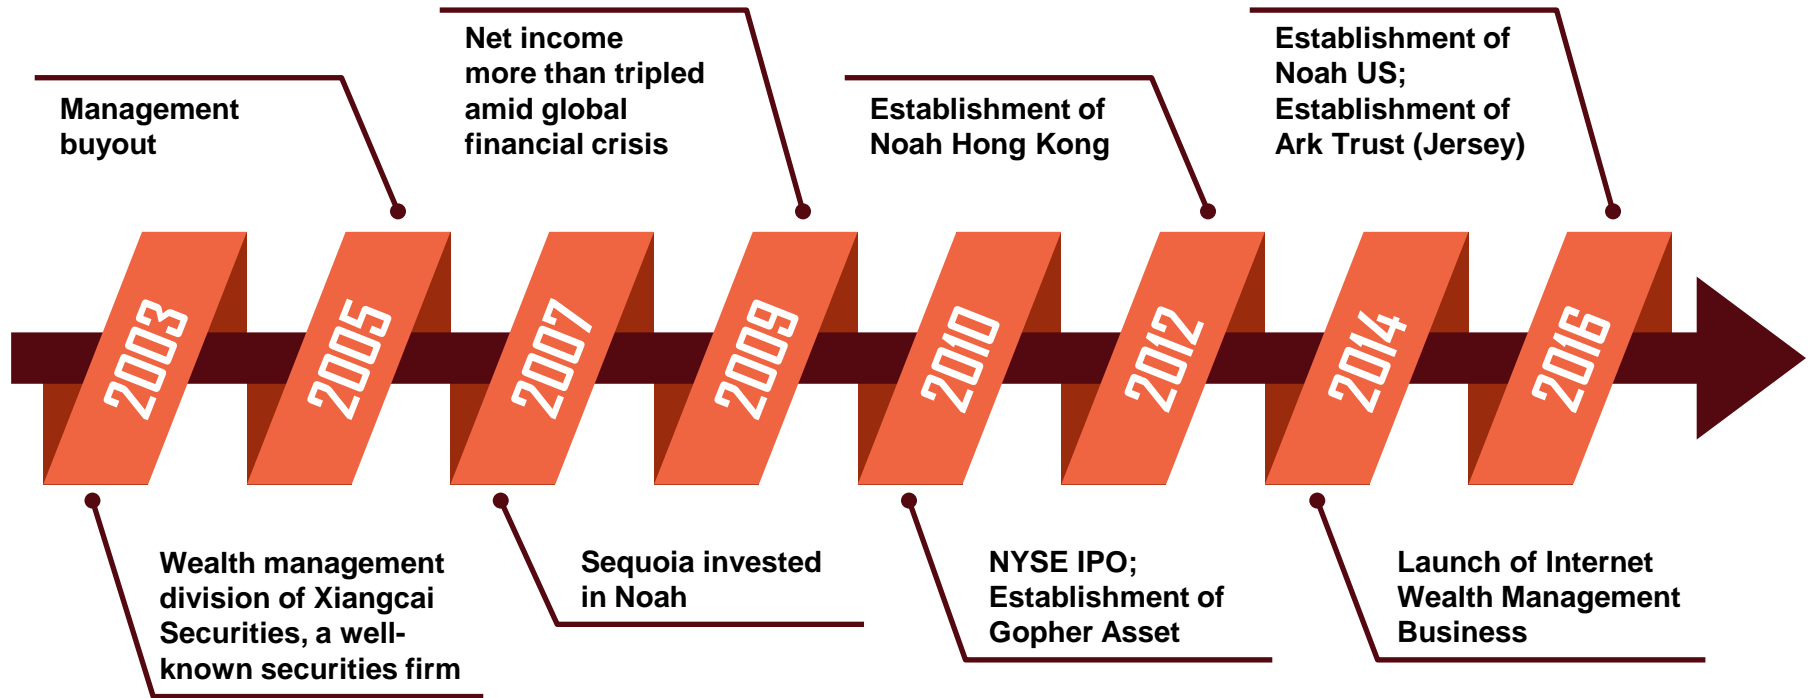 Management
buyout
Net income
more than tripled
amid global
financial crisis
Establishment of
Noah Hong Kong
Establishment of
Noah US;
Establishment of
Ark Trust (Jersey)
2003
2005
2007
2009
2010
2012
2014
2016
Wealth management
division of Xiangcai
Securities, a well-
known securities firm
Sequoia invested
in Noah
NYSE IPO;
Establishment of
Gopher Asset
Launch of Internet
Wealth Management
Business